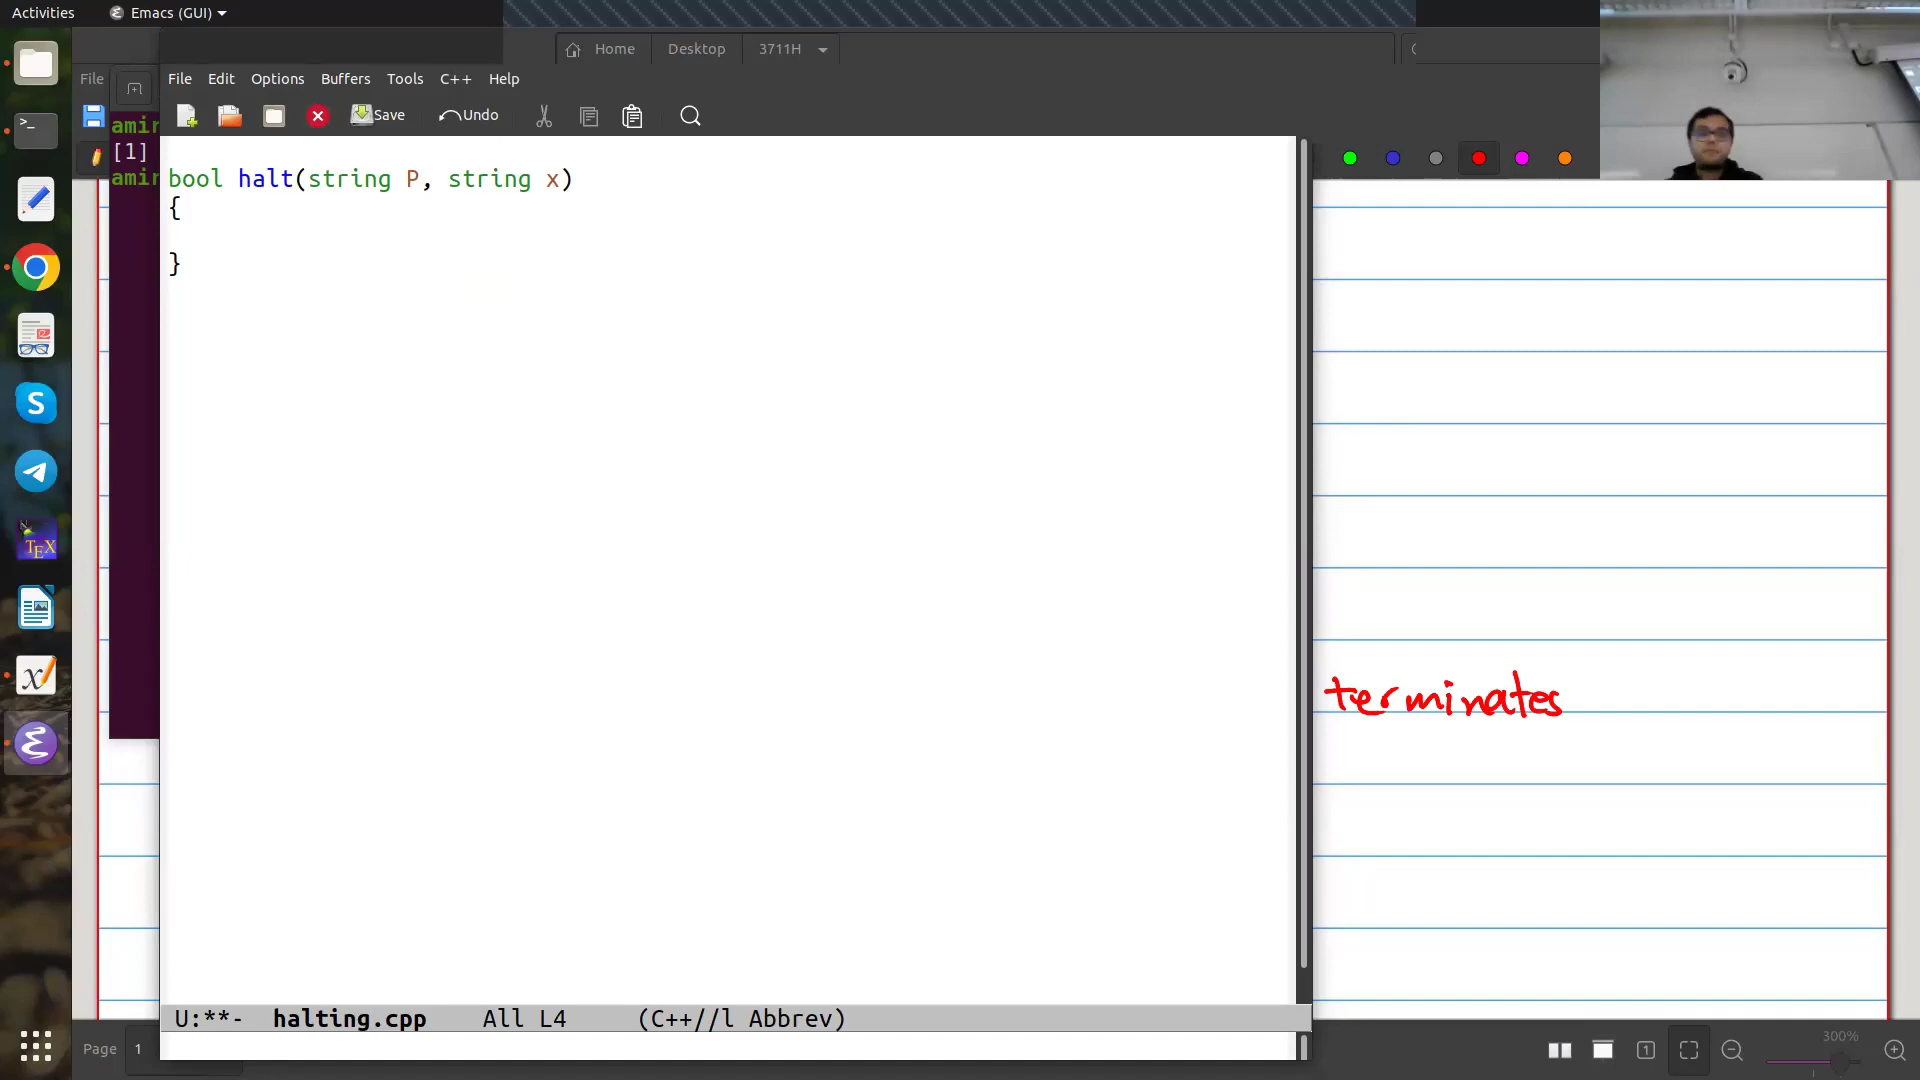 Activities
Emacs (GUI)
Home
Desktop
3711H
File
File
Edit
Options
Buffers
Tools
C++
Help
Save
Undo
amir
[1]
amir
bool halt(string P, string x)
{
}
terminates
U:**- halting.cpp All L4 (C++//l Abbrev)
Page
1
300%